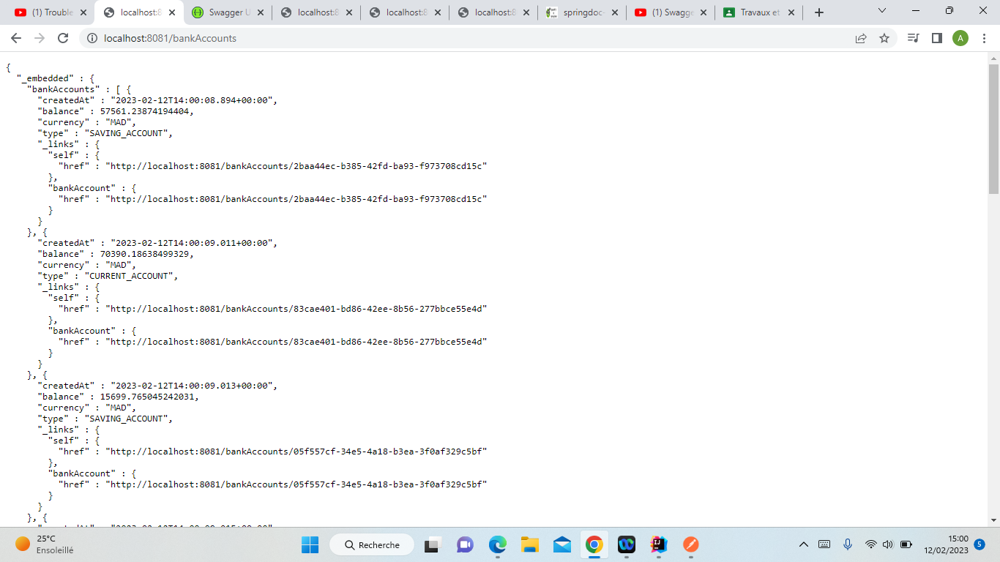 (1) Trouble
localhost:8
Swagger U
localhost:8
localhost:8
localhost:8
springdoc-
(1) Swagge
Travaux et
localhost:8081/bankAccounts
A
{
"_embedded" : {
"bankAccounts" : [ {
"createdAt" : "2023-02-12T14:00:08.894+00:00",
"balance" : 57561.23874194404,
"currency" : "MAD",
"type" : "SAVING_ACCOUNT",
"_links" : {
"self" : {
"href" : "http://localhost:8081/bankAccounts/2baa44ec-b385-42fd-ba93-f973708cd15c"
},
"bankAccount" : {
"href" : "http://localhost:8081/bankAccounts/2baa44ec-b385-42fd-ba93-f973708cd15c"
}
}
}, {
"createdAt" : "2023-02-12T14:00:09.011+00:00",
"balance" : 70390.18638499329,
"currency" : "MAD",
"type" : "CURRENT_ACCOUNT",
"_links" : {
"self" : {
"href" : "http://localhost:8081/bankAccounts/83cae401-bd86-42ee-8b56-277bbce55e4d"
},
"bankAccount" : {
"href" : "http://localhost:8081/bankAccounts/83cae401-bd86-42ee-8b56-277bbce55e4d"
}
}
}, {
"createdAt" : "2023-02-12T14:00:09.013+00:00",
"balance" : 15699.765045242031,
"currency" : "MAD",
"type" : "SAVING_ACCOUNT",
"_links" : {
"self" : {
"href" : "http://localhost:8081/bankAccounts/05f557cf-34e5-4a18-b3ea-3f0af329c5bf"
},
"bankAccount" : {
"href" : "http://localhost:8081/bankAccounts/05f557cf-34e5-4a18-b3ea-3f0af329c5bf"
}
}
}, {
25°C
Ensoleillé
Recherche
15:00
12/02/2023
5